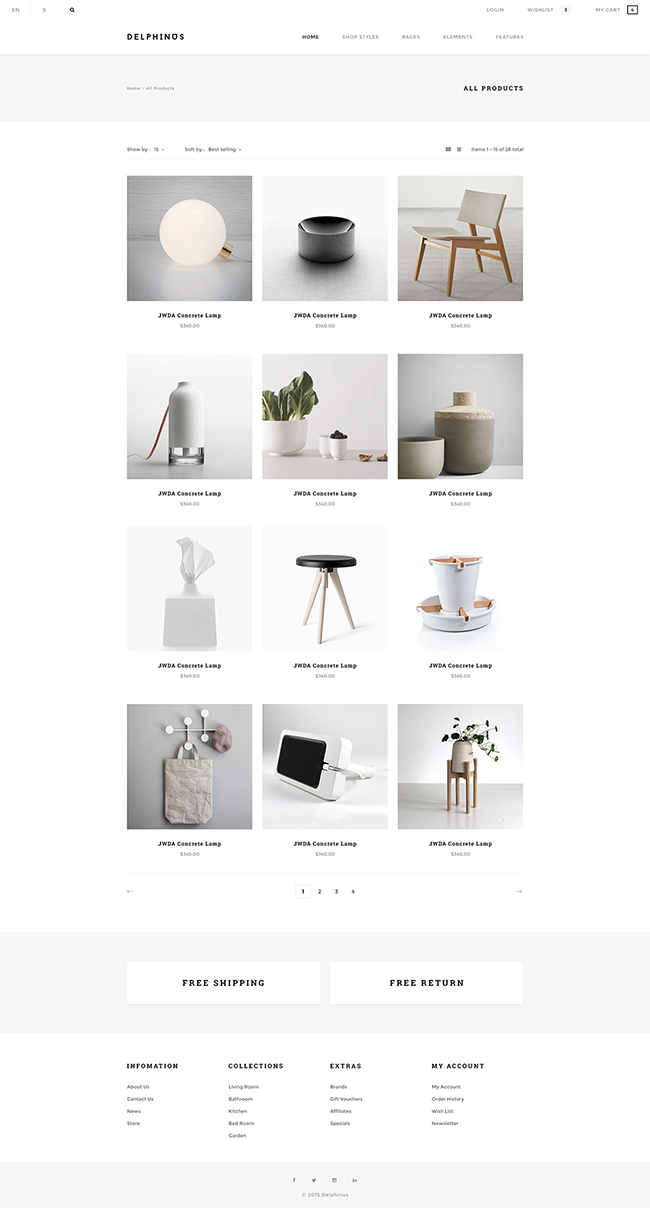 EN $ LOGIN WISHLIST 3 MY CART 4
DELPHINUS HOME SHOP STYLES PAGES ELEMENTS FEATURES
Home / All Products ALL PRODUCTS
Show by : 15 Soft by : Best selling Items 1 - 15 of 28 total
JWDA Concrete Lamp JWDA Concrete Lamp JWDA Concrete Lamp
$340.00 $340.00 $340.00
JWDA Concrete Lamp JWDA Concrete Lamp JWDA Concrete Lamp
$340.00 $340.00 $340.00
JWDA Concrete Lamp JWDA Concrete Lamp JWDA Concrete Lamp
$340.00 $340.00 $340.00
JWDA Concrete Lamp JWDA Concrete Lamp JWDA Concrete Lamp
$340.00 $340.00 $340.00
← 1 2 3 4 →
FREE SHIPPING FREE RETURN
INFOMATION COLLECTIONS EXTRAS MY ACCOUNT
About Us Living Room Brands My Account
Contact Us Bathroom Gift Vouchers Order History
News Kitchen Affiliates Wish List
Store Bed Room Specials Newsletter
Garden
© 2015 Delphinus